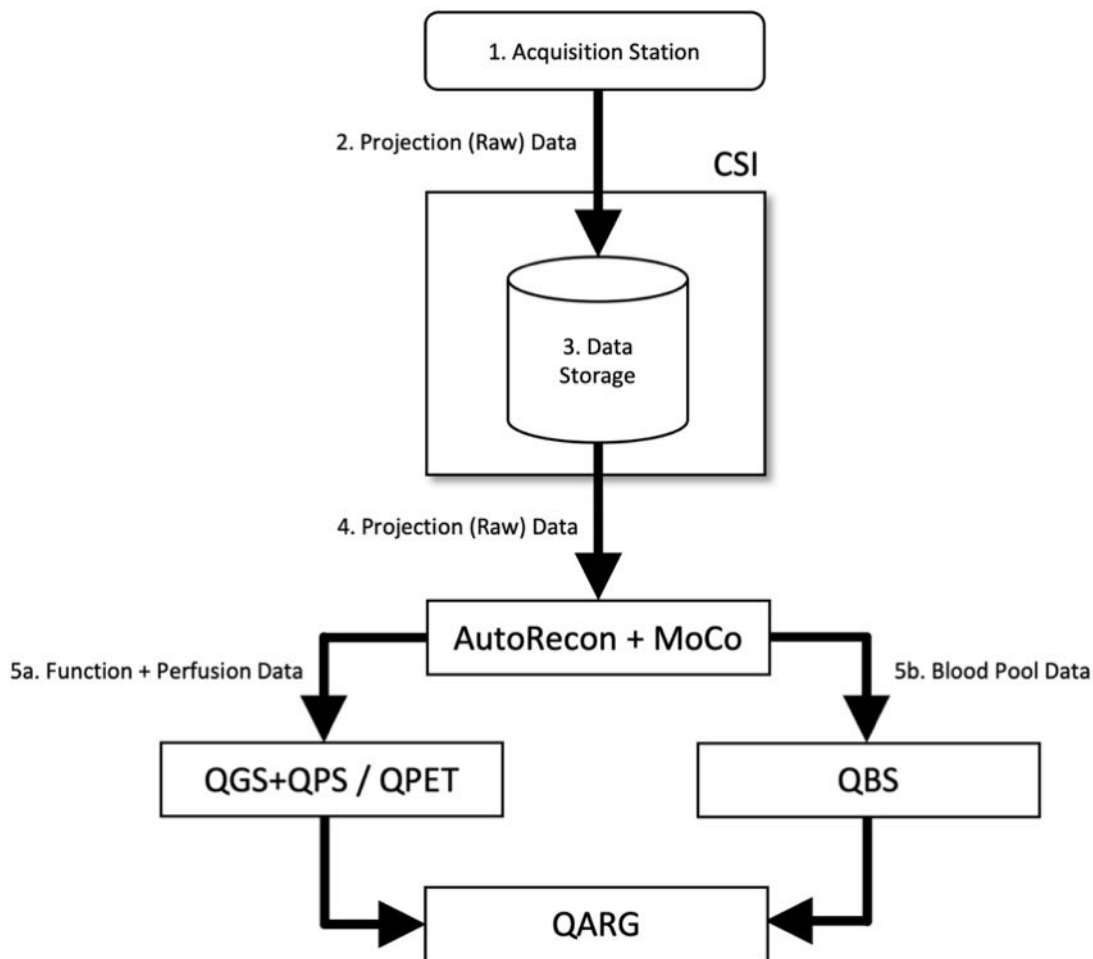 1. Acquisition Station
2. Projection (Raw) Data
CSI
3. Data
Storage
4. Projection (Raw) Data
AutoRecon + MoCo
5a. Function + Perfusion Data
5b. Blood Pool Data
QGS+QPS / QPET
QBS
QARG